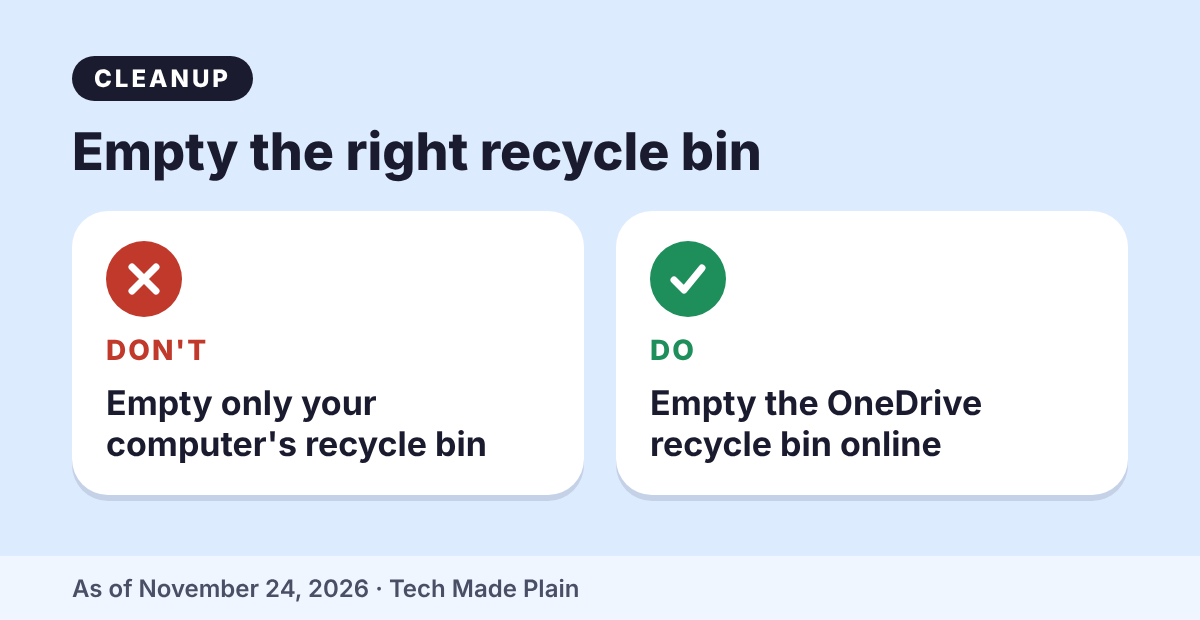 CLEANUP
Empty the right recycle bin
DON'T
Empty only your
computer's recycle bin
DO
Empty the OneDrive
recycle bin online
As of November 24, 2026 · Tech Made Plain